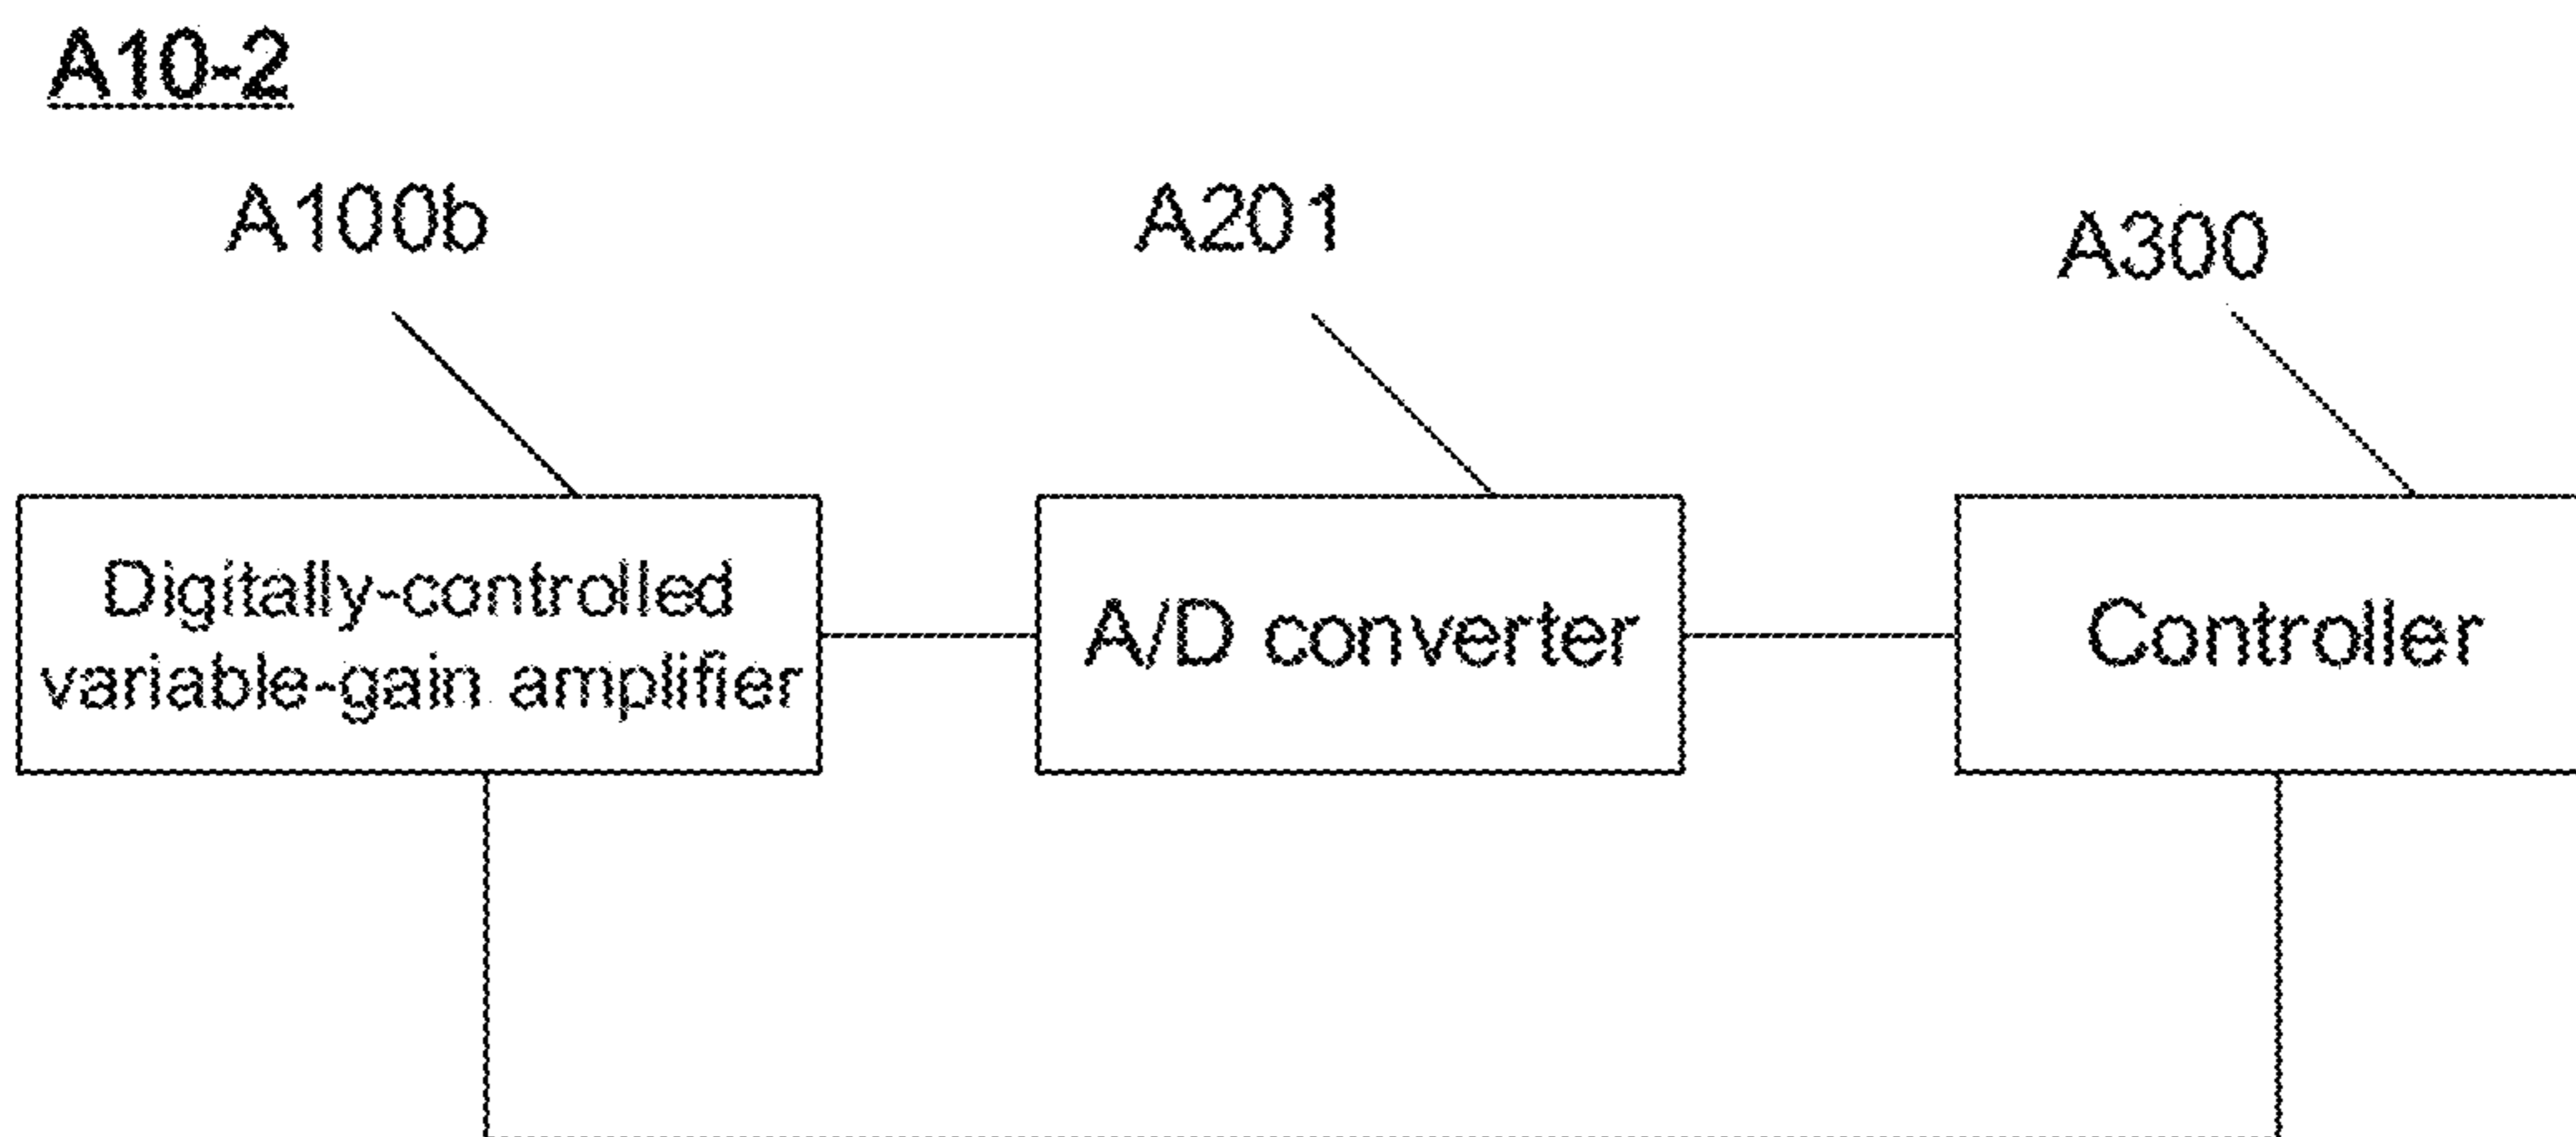 A10-2
A100b
A201
A300
Digitally-controlled
variable-gain amplifier
A/D converter
Controller